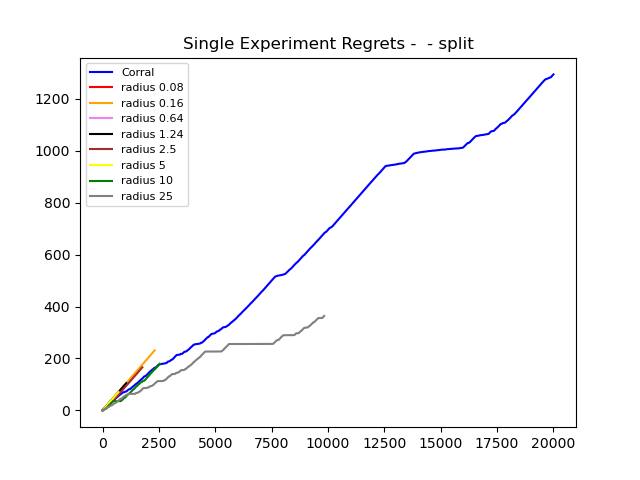 Single Experiment Regrets -  - split
Corral
radius 0.08
radius 0.16
radius 0.64
radius 1.24
radius 2.5
radius 5
radius 10
radius 25
1200
1000
800
600
400
200
0
0 2500 5000 7500 10000 12500 15000 17500 20000